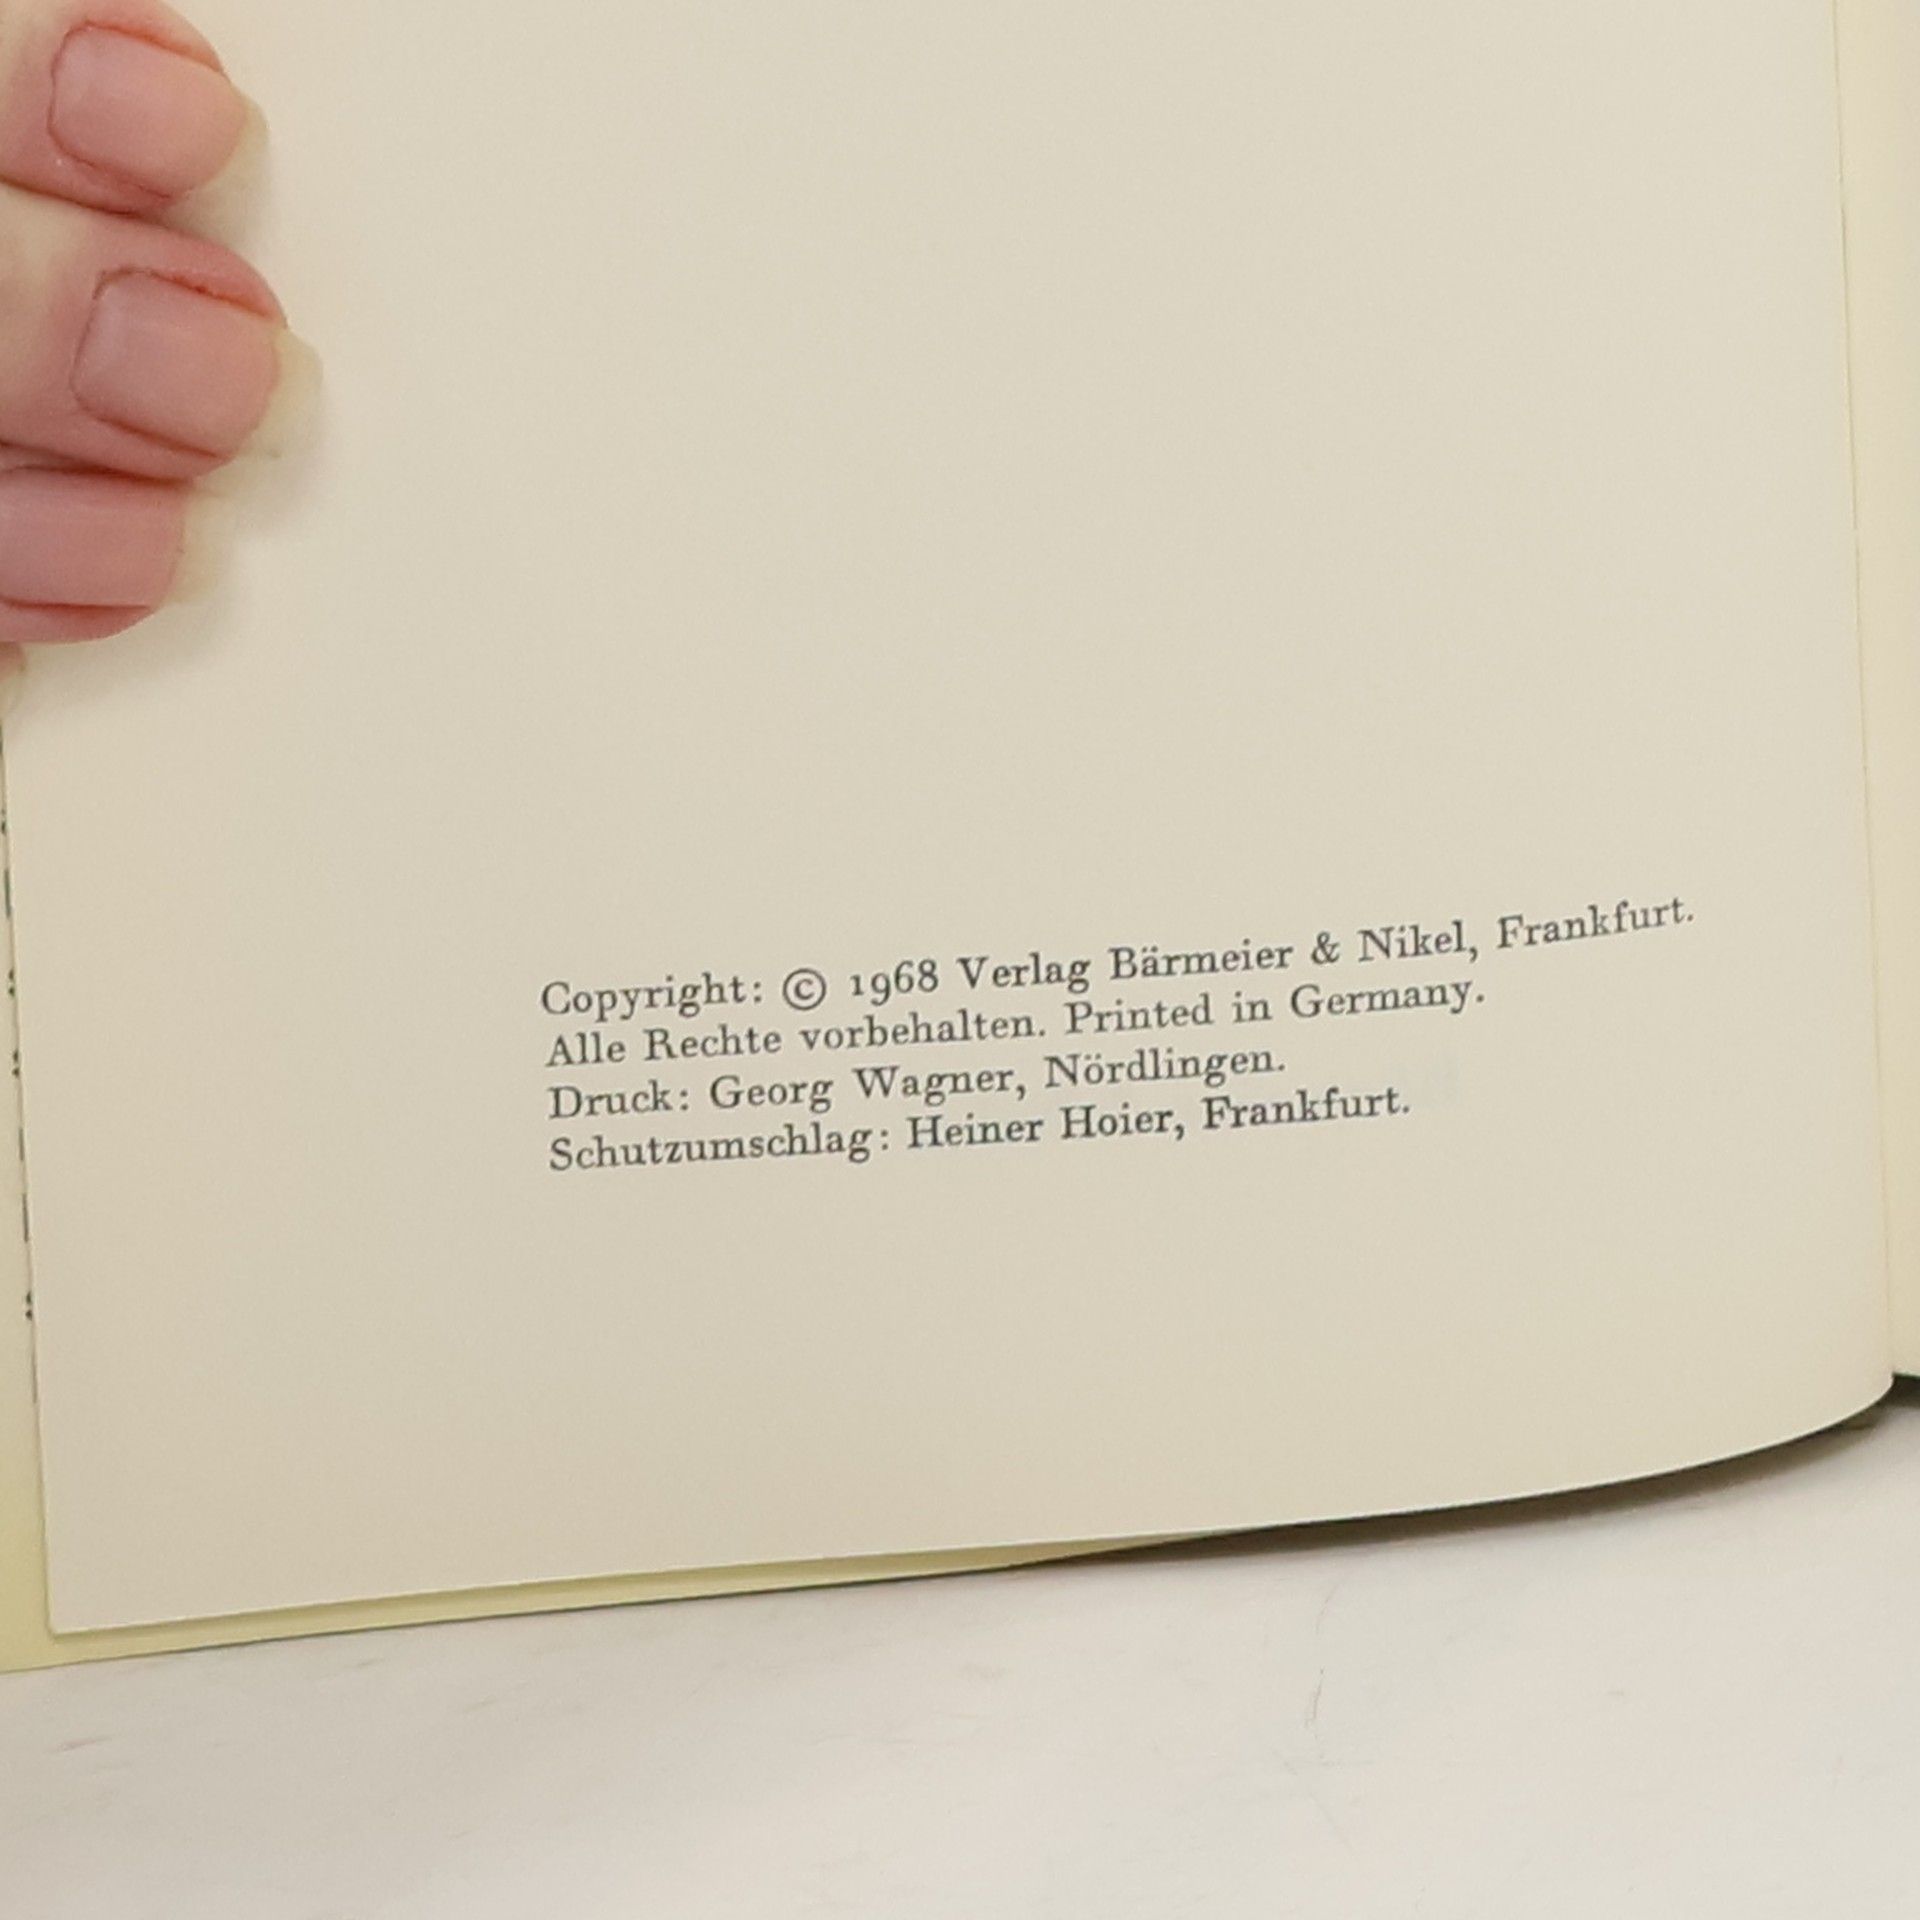 Copyright: © 1968 Verlag Bärmeier & Nikel, Frankfurt.
Alle Rechte vorbehalten. Printed in Germany.
Druck: Georg Wagner, Nördlingen.
Schutzumschlag: Heiner Hoier, Frankfurt.